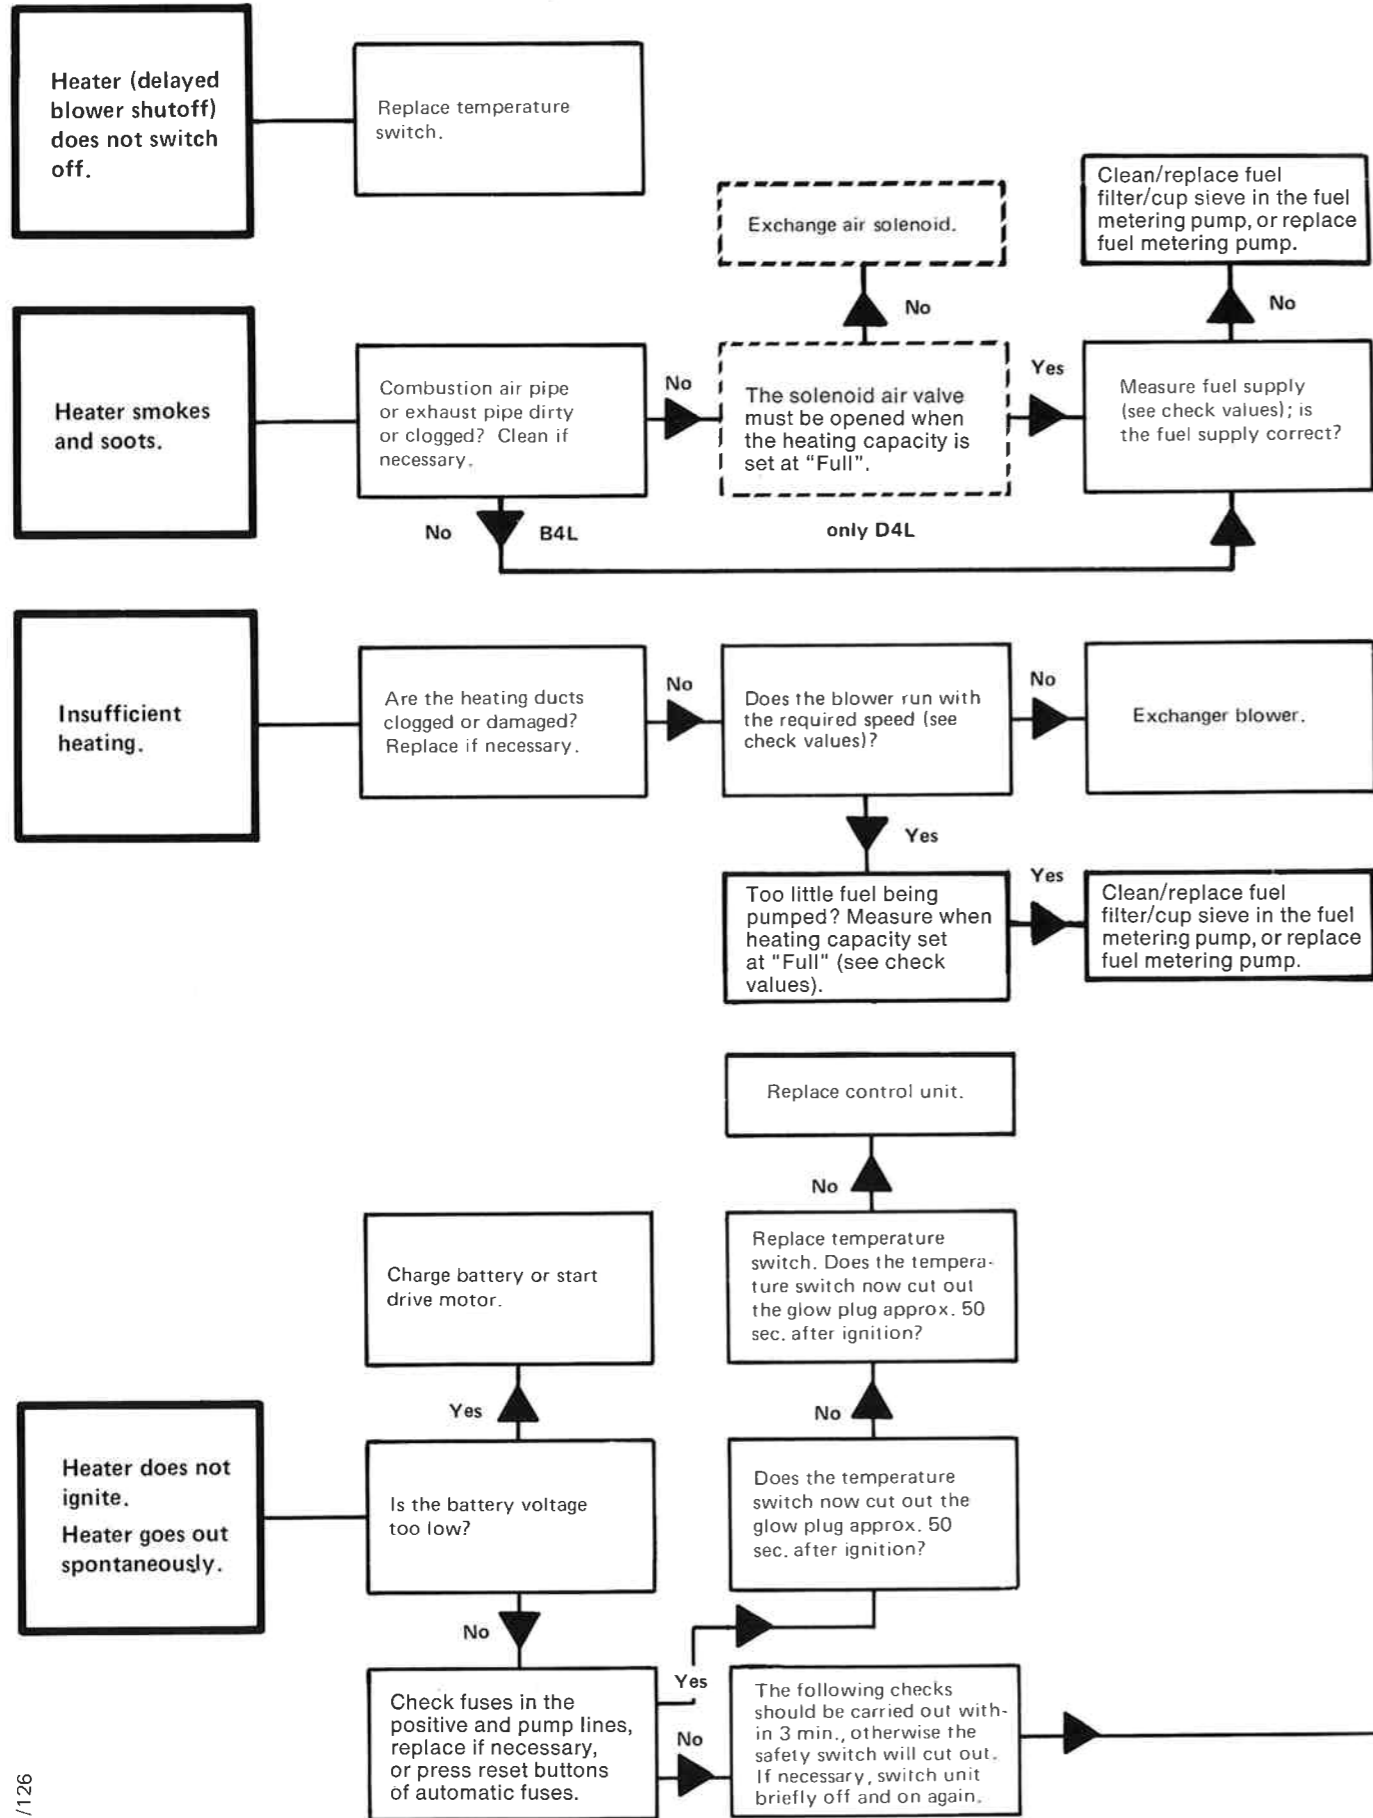 Heater (delayed
blower shutoff)
does not switch
off.
Replace temperature
switch.
Heater smokes
and soots.
Combustion air pipe
or exhaust pipe dirty
or clogged? Clean if
necessary.
No
B4L
No
The solenoid air valve
must be opened when
the heating capacity is
set at "Full".
only D4L
No
Exchange air solenoid.
Yes
Measure fuel supply
(see check values); is
the fuel supply correct?
No
Clean/replace fuel
filter/cup sieve in the fuel
metering pump, or replace
fuel metering pump.
Insufficient
heating.
Are the heating ducts
clogged or damaged?
Replace if necessary.
No
Does the blower run with
the required speed (see
check values)?
No
Exchanger blower.
Yes
Too little fuel being
pumped? Measure when
heating capacity set
at "Full" (see check
values).
Yes
Clean/replace fuel
filter/cup sieve in the fuel
metering pump, or replace
fuel metering pump.
Heater does not
ignite.
Heater goes out
spontaneously.
Is the battery voltage
too low?
Yes
Charge battery or start
drive motor.
No
Check fuses in the
positive and pump lines,
replace if necessary,
or press reset buttons
of automatic fuses.
Yes
Does the temperature
switch now cut out the
glow plug approx. 50
sec. after ignition?
No
Replace temperature
switch. Does the tempera-
ture switch now cut out
the glow plug approx. 50
sec. after ignition?
No
Replace control unit.
No
The following checks
should be carried out with-
in 3 min., otherwise the
safety switch will cut out.
If necessary, switch unit
briefly off and on again.
/126